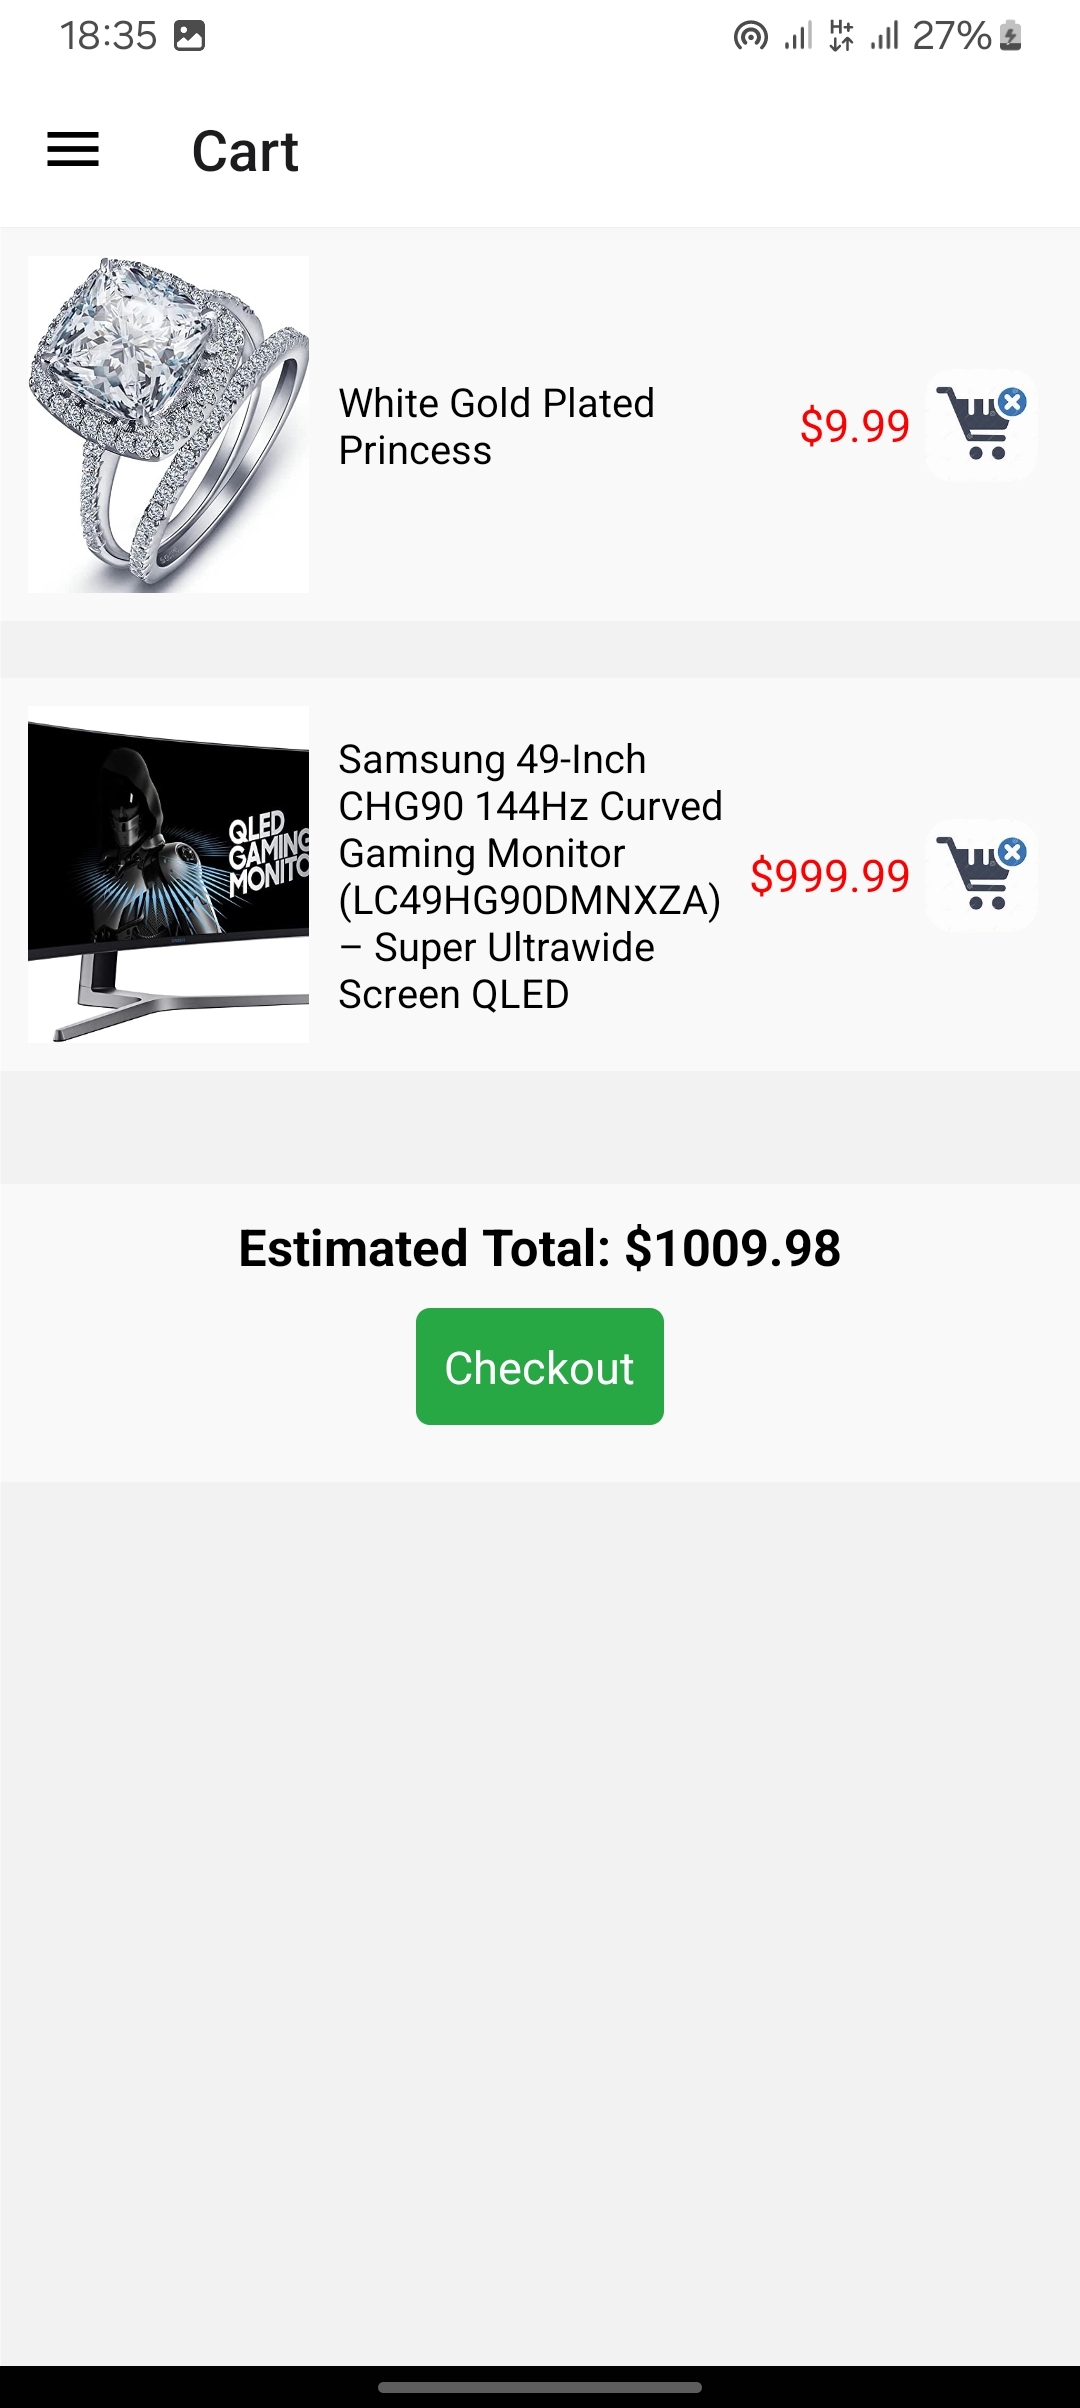 18:35
H+
27%
Cart
White Gold Plated
Princess
$9.99
QLED
GAMING
MONITO
Samsung 49-Inch
CHG90 144Hz Curved
Gaming Monitor
(LC49HG90DMNXZA)
– Super Ultrawide
Screen QLED
$999.99
Estimated Total: $1009.98
Checkout